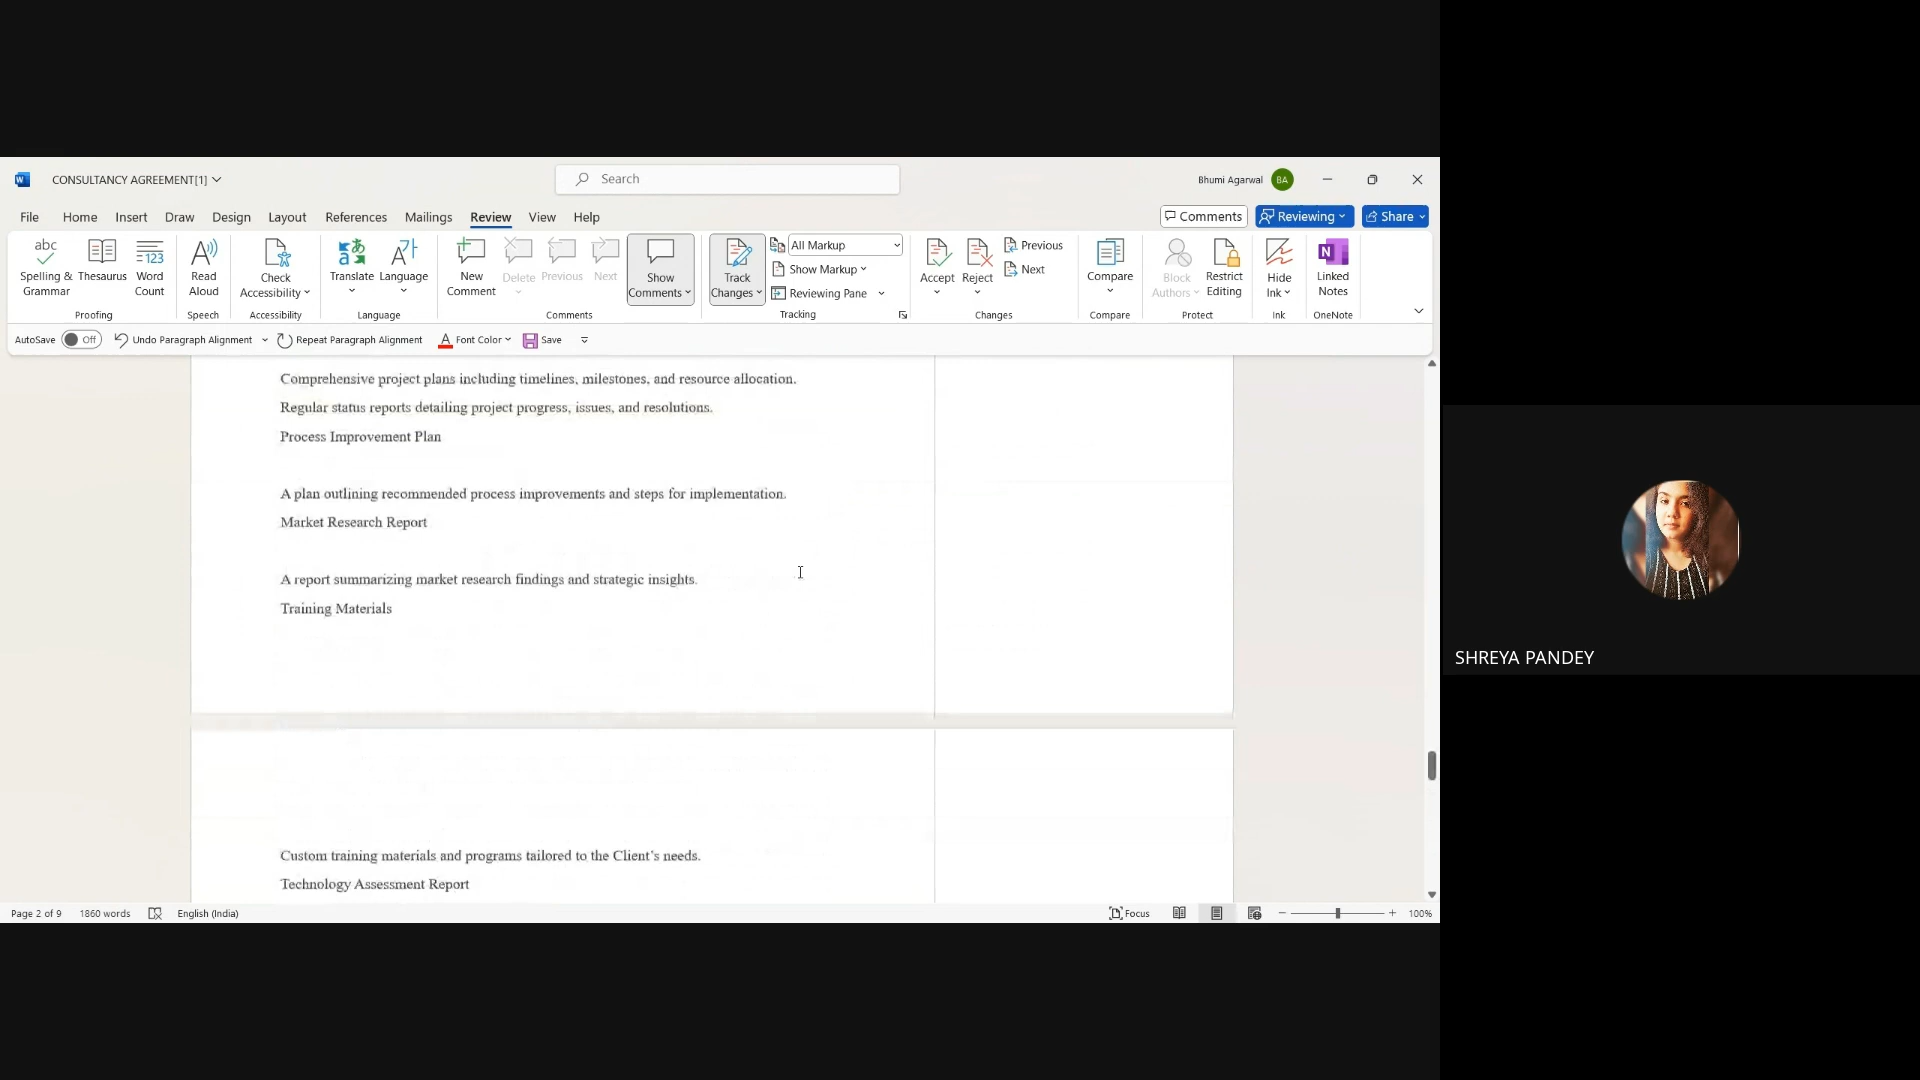 CONSULTANCY AGREEMENT[1]
Search
Bhumi Agarwal BA
File Home Insert Draw Design Layout References Mailings Review View Help
Comments Reviewing Share
abc
Spelling & Grammar
Thesaurus
123
Word Count
Proofing
A
Read Aloud
Speech
Check Accessibility
Accessibility
Translate
Language
Language
New Comment
Delete
Previous
Next
Show Comments
Comments
Track Changes
All Markup
Show Markup
Reviewing Pane
Tracking
Accept
Reject
Previous
Next
Changes
Compare
Compare
Block Authors
Restrict Editing
Protect
Hide Ink
Ink
N
Linked Notes
OneNote
AutoSave Off Undo Paragraph Alignment Repeat Paragraph Alignment A Font Color Save
Comprehensive project plans including timelines, milestones, and resource allocation.
Regular status reports detailing project progress, issues, and resolutions.
Process Improvement Plan
A plan outlining recommended process improvements and steps for implementation.
Market Research Report
A report summarizing market research findings and strategic insights.
Training Materials
Custom training materials and programs tailored to the Client's needs.
Technology Assessment Report
Page 2 of 9 1860 words English (India) Focus 100%
SHREYA PANDEY